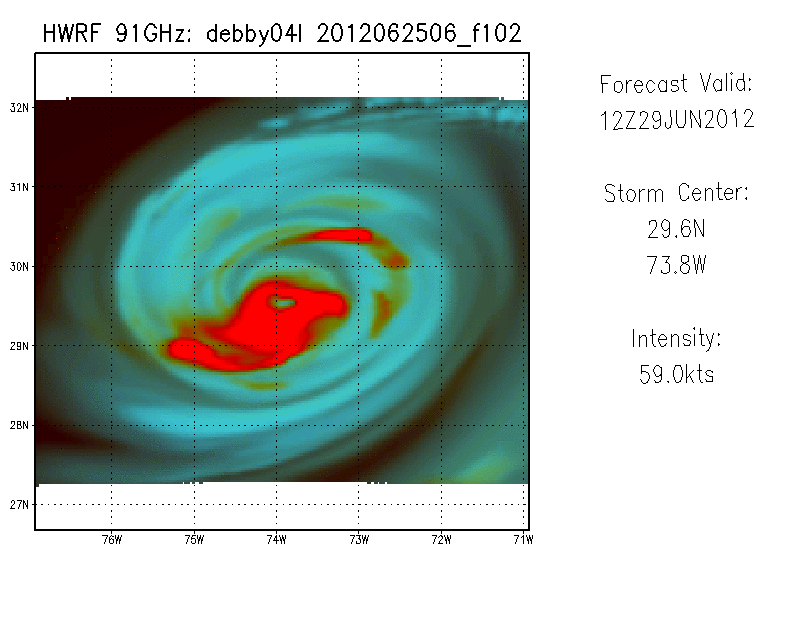 HWRF 91GHz: debby04l 2012062506_f102
Forecast Valid:
12Z29JUN2012
Storm Center:
29.6N
73.8W
Intensity:
59.0kts
32N
31N
30N
29N
28N
27N
76W 75W 74W 73W 72W 71W